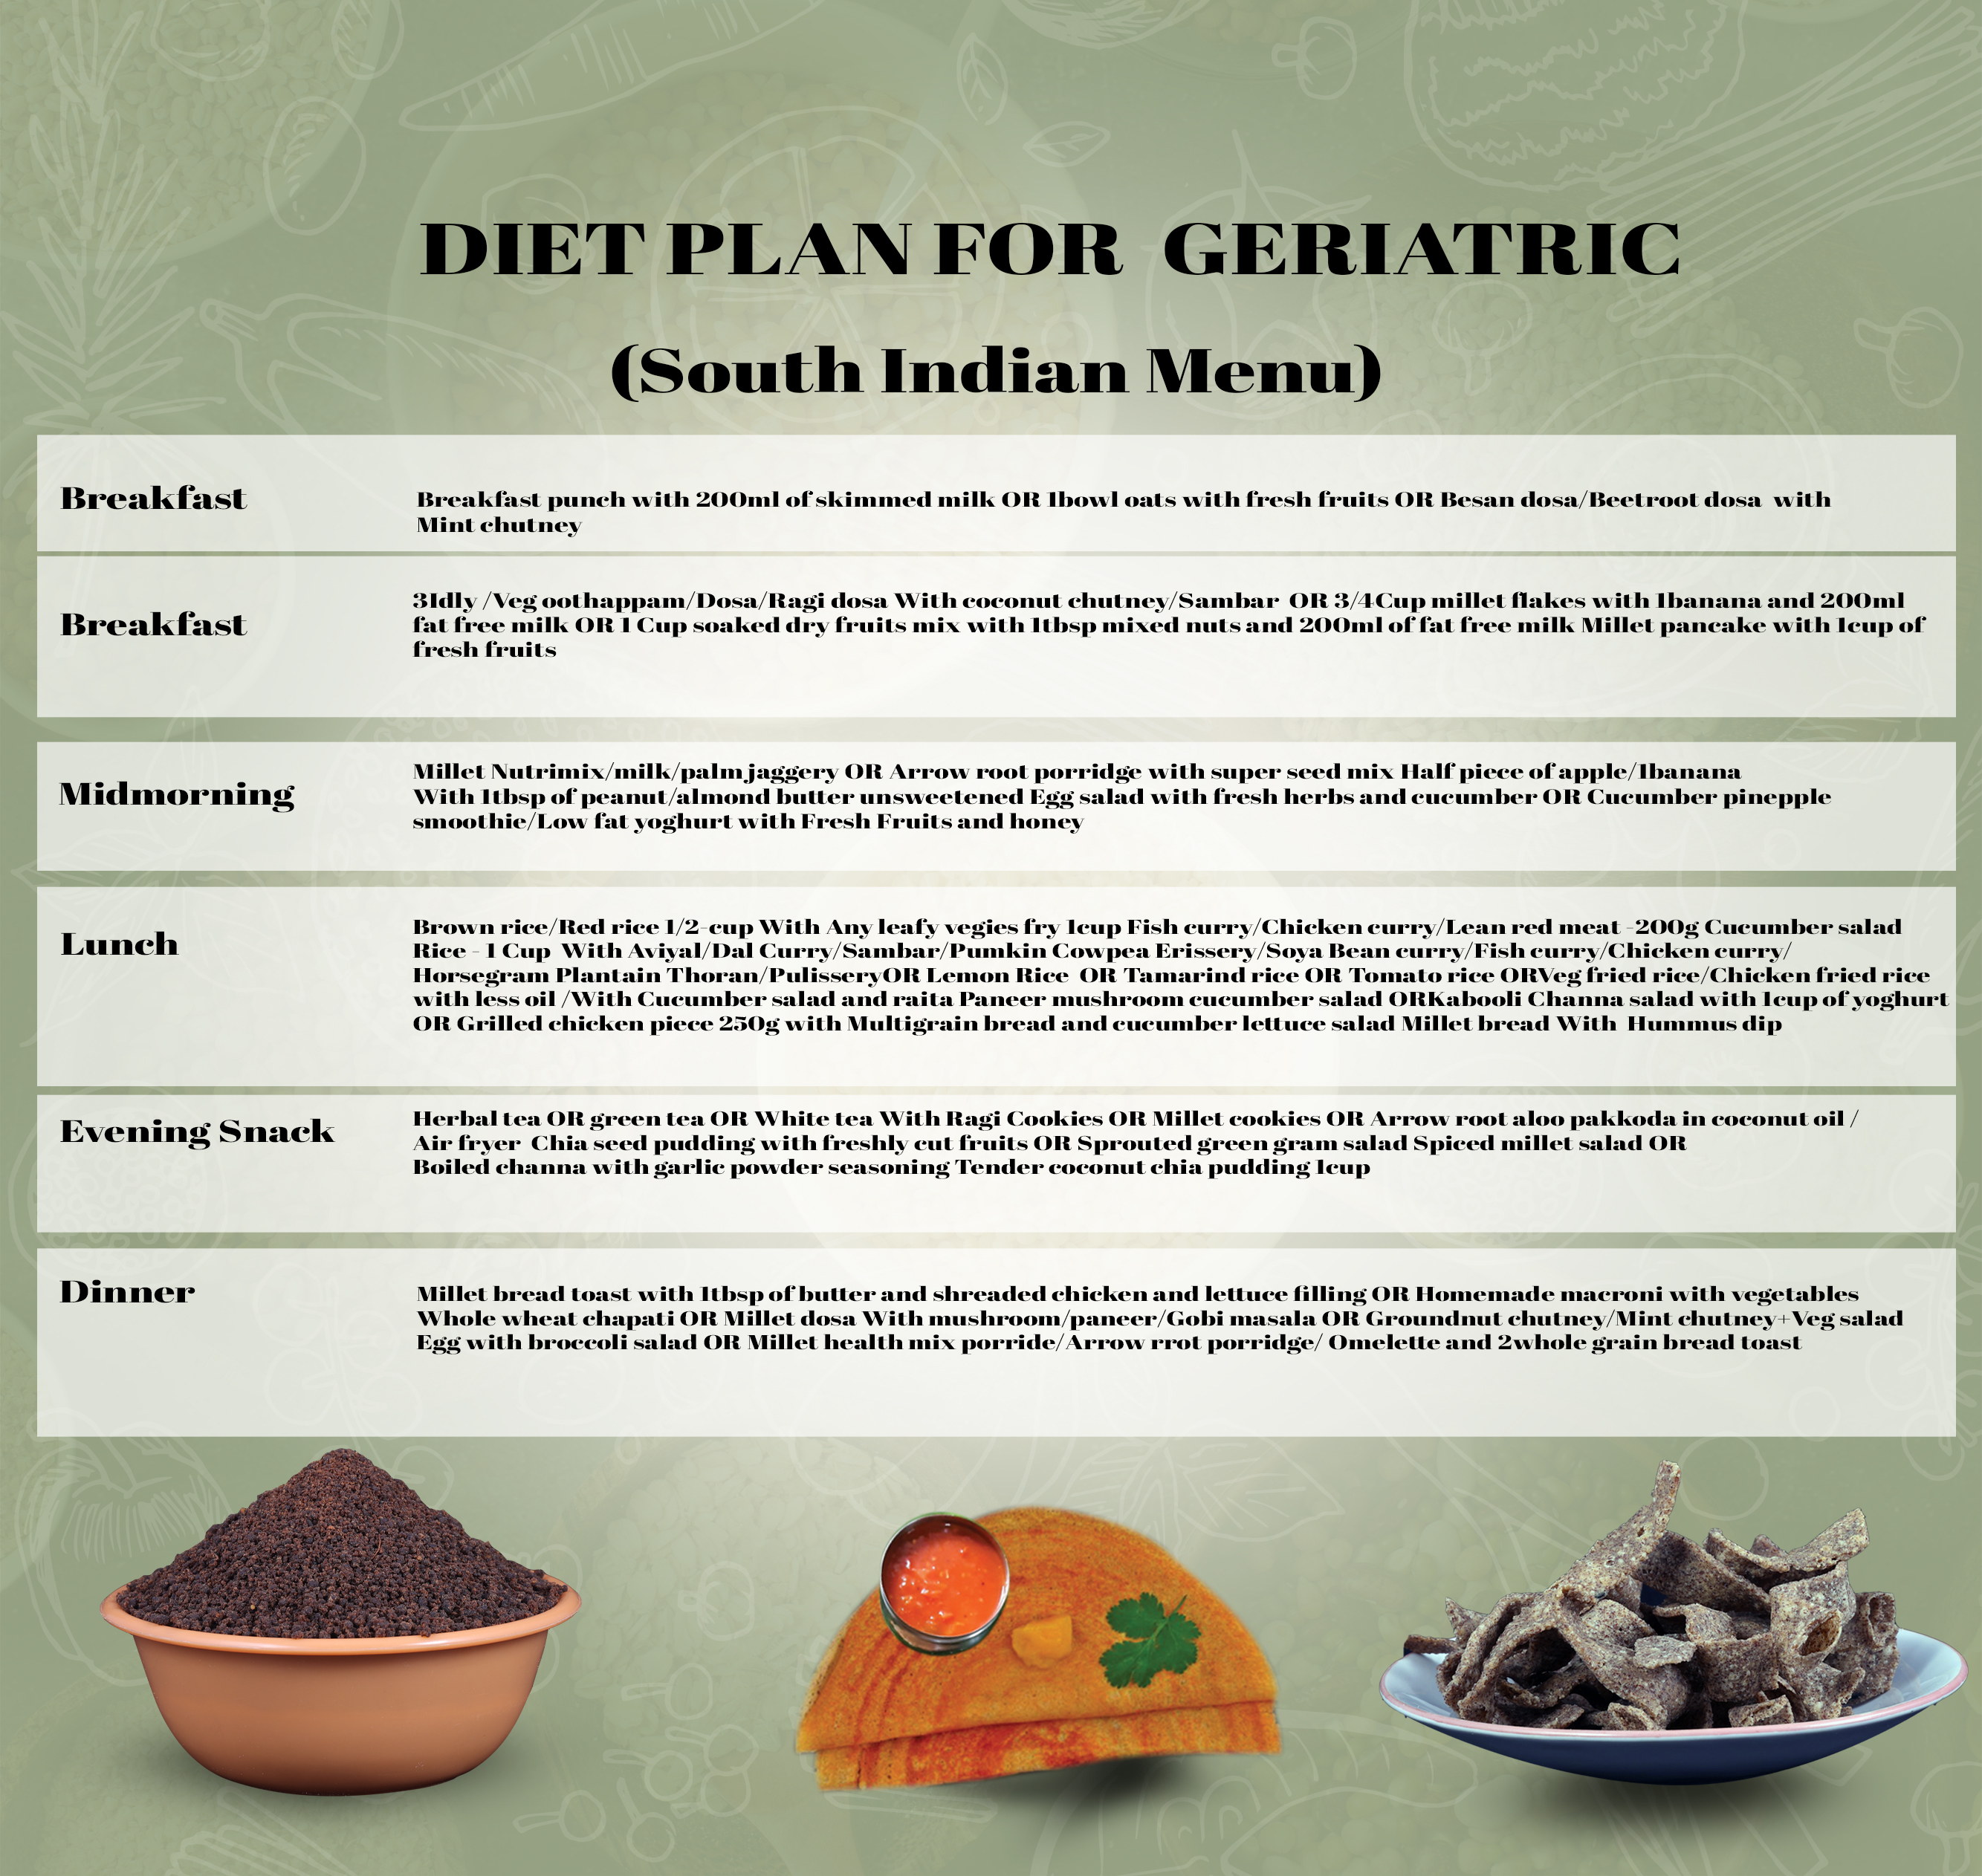 DIET PLAN FOR GERIATRIC
(South Indian Menu)
Breakfast
Breakfast punch with 200ml of skimmed milk OR 1bowl oats with fresh fruits OR Besan dosa/Beetroot dosa with
Mint chutney
Breakfast
3Idly /Veg oothappam/Dosa/Ragi dosa With coconut chutney/Sambar OR 3/4Cup millet flakes with 1banana and 200ml
fat free milk OR 1 Cup soaked dry fruits mix with 1tbsp mixed nuts and 200ml of fat free milk Millet pancake with 1cup of
fresh fruits
Midmorning
Millet Nutrimix/milk/palm jaggery OR Arrow root porridge with super seed mix Half piece of apple/1banana
With 1tbsp of peanut/almond butter unsweetened Egg salad with fresh herbs and cucumber OR Cucumber pinepple
smoothie/Low fat yoghurt with Fresh Fruits and honey
Lunch
Brown rice/Red rice 1/2-cup With Any leafy vegies fry 1cup Fish curry/Chicken curry/Lean red meat -200g Cucumber salad
Rice - 1 Cup With Aviyal/Dal Curry/Sambar/Pumkin Cowpea Erissery/Soya Bean curry/Fish curry/Chicken curry/
Horsegram Plantain Thoran/PulisseryOR Lemon Rice OR Tamarind rice OR Tomato rice ORVeg fried rice/Chicken fried rice
with less oil /With Cucumber salad and raita Paneer mushroom cucumber salad ORKabooli Channa salad with 1cup of yoghurt
OR Grilled chicken piece 250g with Multigrain bread and cucumber lettuce salad Millet bread With Hummus dip
Evening Snack
Herbal tea OR green tea OR White tea With Ragi Cookies OR Millet cookies OR Arrow root aloo pakkoda in coconut oil /
Air fryer Chia seed pudding with freshly cut fruits OR Sprouted green gram salad Spiced millet salad OR
Boiled channa with garlic powder seasoning Tender coconut chia pudding 1cup
Dinner
Millet bread toast with 1tbsp of butter and shreaded chicken and lettuce filling OR Homemade macroni with vegetables
Whole wheat chapati OR Millet dosa With mushroom/paneer/Gobi masala OR Groundnut chutney/Mint chutney+Veg salad
Egg with broccoli salad OR Millet health mix porride/Arrow rrot porridge/ Omelette and 2whole grain bread toast